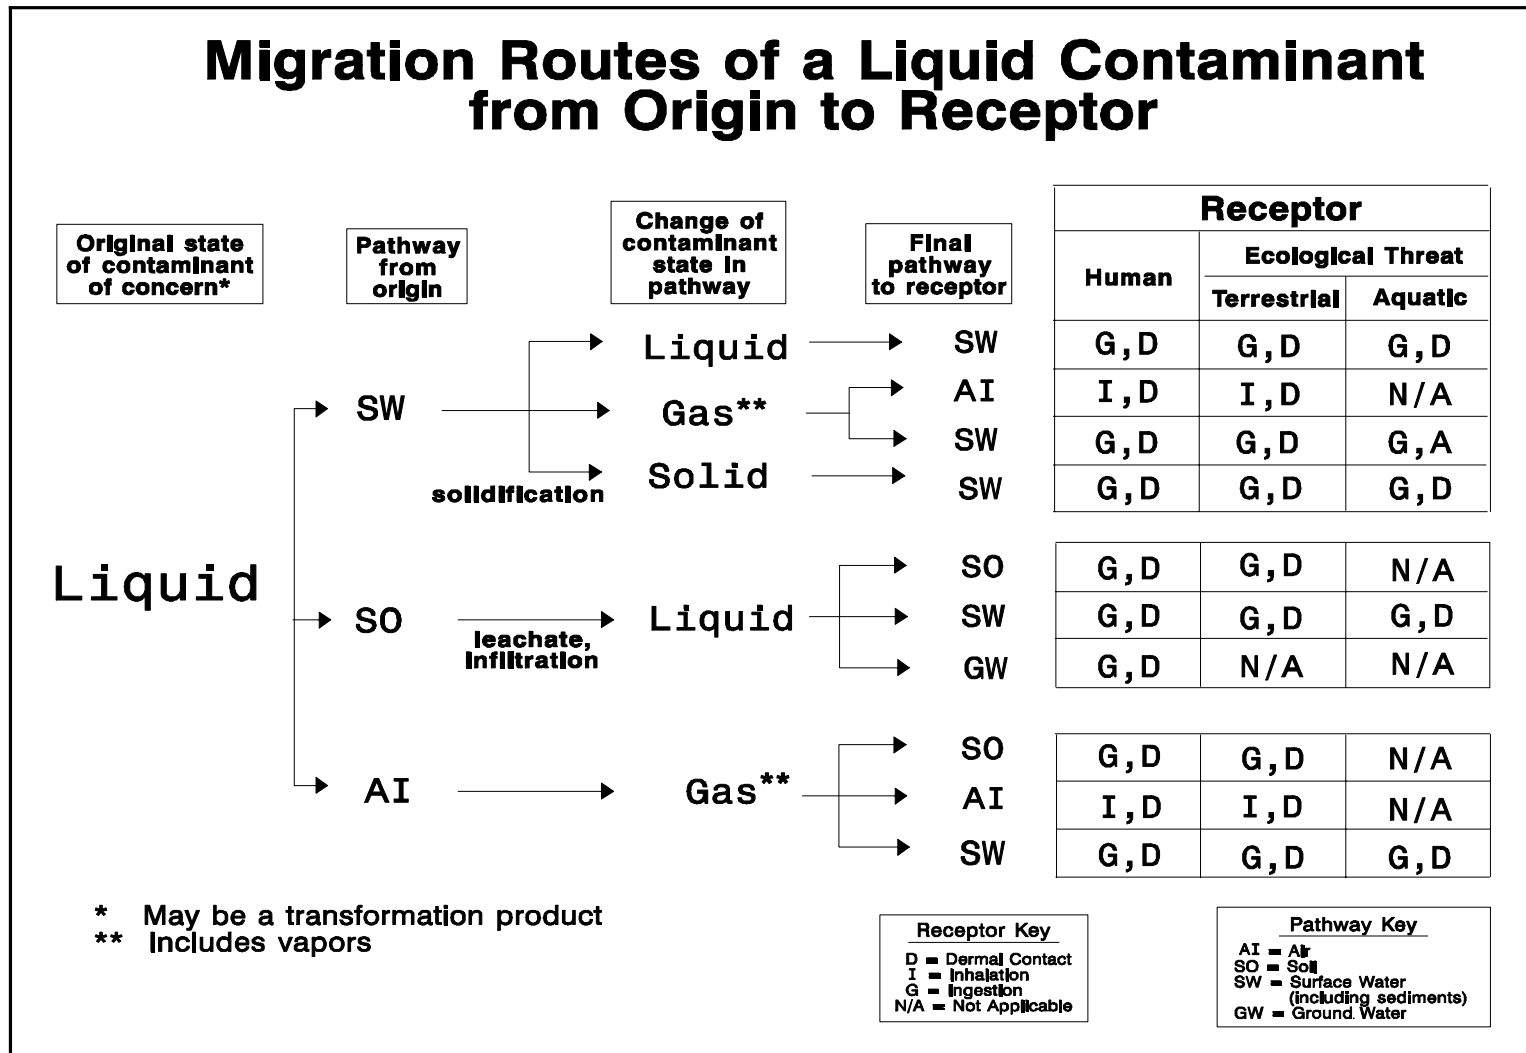 Migration Routes of a Liquid Contaminant
from Origin to Receptor
Original state
of contaminant
of concern*
Pathway
from
origin
Change of
contaminant
state in
pathway
Final
pathway
to receptor
Receptor
Human
Ecological Threat
Terrestrial
Aquatic
Liquid
SW
Liquid
SW
G,D G,D G,D
Gas**
AI
I,D I,D N/A
SW
G,D G,D G,A
solidification
Solid
SW
G,D G,D G,D
SO
leachate,
infiltration
Liquid
SO
G,D G,D N/A
SW
G,D G,D G,D
GW
G,D N/A N/A
AI
Gas**
SO
G,D G,D N/A
AI
I,D I,D N/A
SW
G,D G,D G,D
* May be a transformation product
** Includes vapors
Receptor Key
D = Dermal Contact
I = Inhalation
G = Ingestion
N/A = Not Applicable
Pathway Key
AI = Air
SO = Soil
SW = Surface Water
(including sediments)
GW = Ground Water